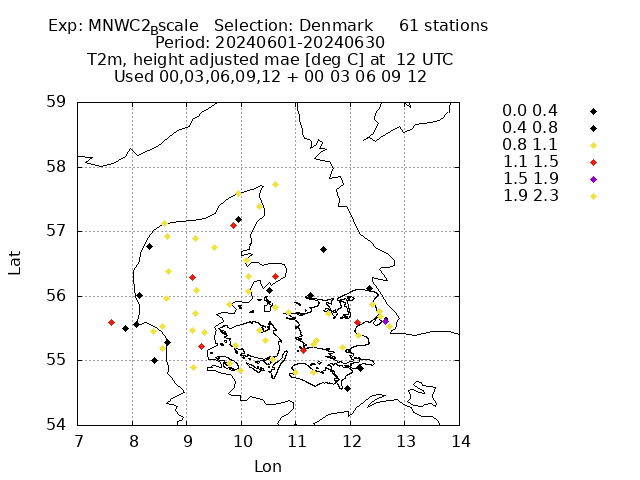 Exp: MNWC2Bscale Selection: Denmark 61 stations
Period: 20240601-20240630
T2m, height adjusted mae [deg C] at 12 UTC
Used 00,03,06,09,12 + 00 03 06 09 12
59
58
57
56
55
54
Lat
7 8 9 10 11 12 13 14
Lon
0.0 0.4
0.4 0.8
0.8 1.1
1.1 1.5
1.5 1.9
1.9 2.3